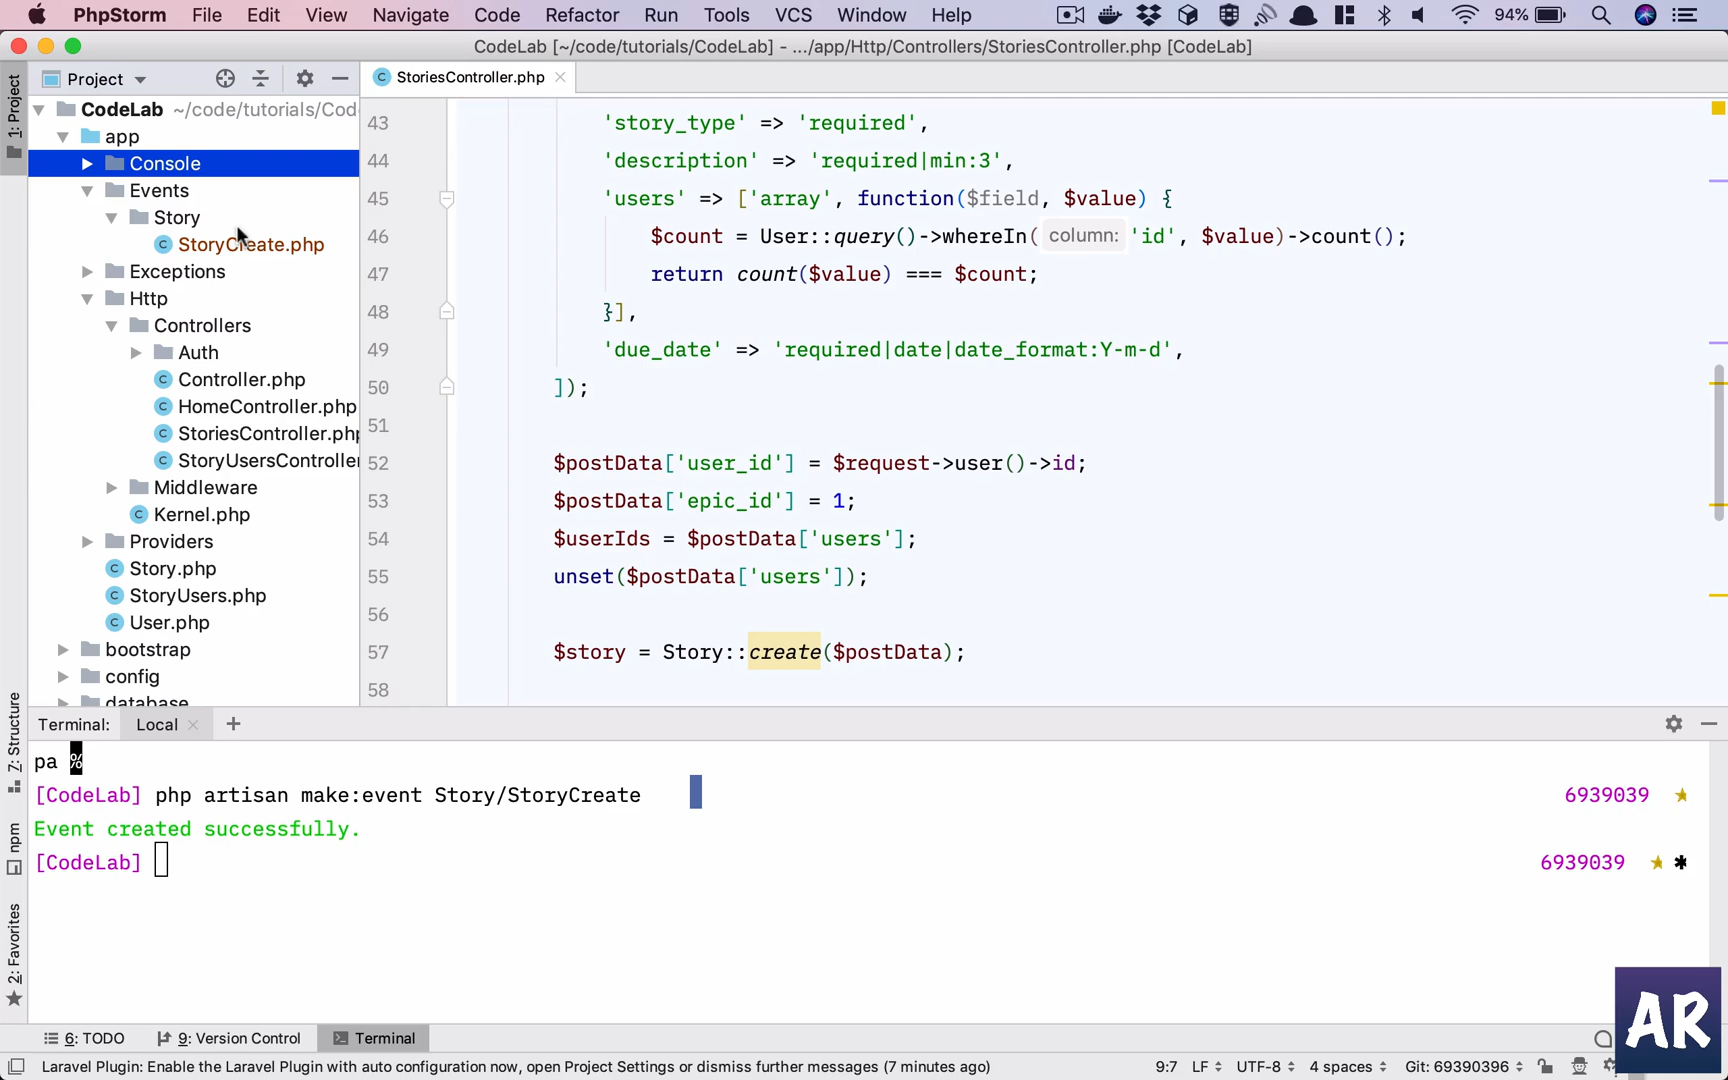 PhpStorm File Edit View Navigate Code Refactor Run Tools VCS Window Help 94%
CodeLab [~/code/tutorials/CodeLab] - .../app/Http/Controllers/StoriesController.php [CodeLab]
Project
StoriesController.php
1: Project
CodeLab ~/code/tutorials/Cod
app
Console
Events
Story
StoryCreate.php
Exceptions
Http
Controllers
Auth
Controller.php
HomeController.php
StoriesController.ph
StoryUsersController
Middleware
Kernel.php
Providers
Story.php
StoryUsers.php
User.php
bootstrap
config
database
43 'story_type' => 'required',
44 'description' => 'required|min:3',
45 'users' => ['array', function($field, $value) {
46 $count = User::query()->whereIn( column: 'id', $value)->count();
47 return count($value) === $count;
48 }],
49 'due_date' => 'required|date|date_format:Y-m-d',
50 ]);
51
52 $postData['user_id'] = $request->user()->id;
53 $postData['epic_id'] = 1;
54 $userIds = $postData['users'];
55 unset($postData['users']);
56
57 $story = Story::create($postData);
58
Z: Structure
npm
2: Favorites
Terminal: Local
pa %
[CodeLab] php artisan make:event Story/StoryCreate 6939039
Event created successfully.
[CodeLab] 6939039 *
6: TODO 9: Version Control Terminal
Laravel Plugin: Enable the Laravel Plugin with auto configuration now, open Project Settings or dismiss further messages (7 minutes ago) 9:7 LF UTF-8 4 spaces Git: 69390396
AR